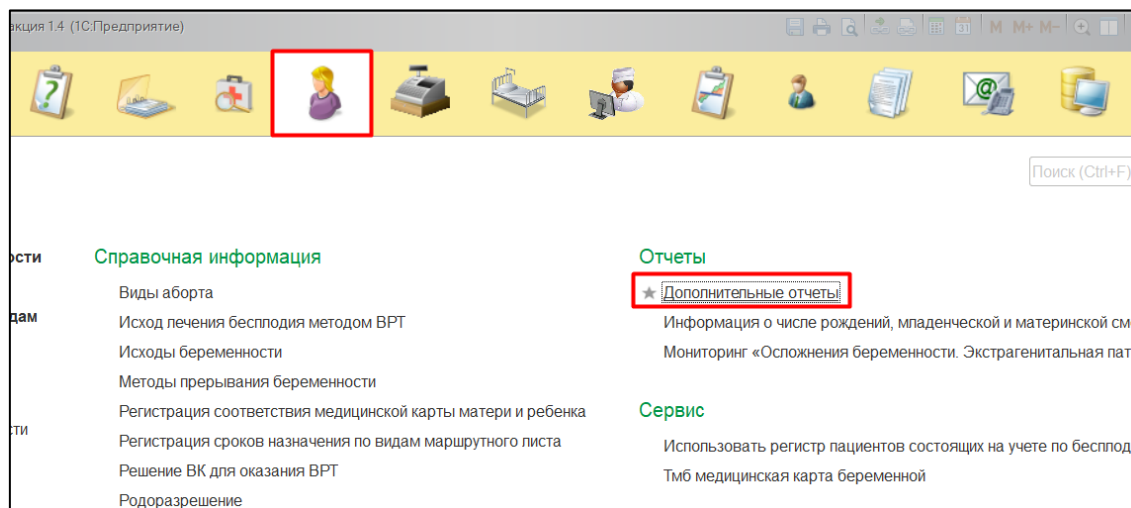 акция 1.4 (1С:Предприятие)
31 M M+ M-
Поиск (Ctrl+F)
ости
дам
сти
Справочная информация
Виды аборта
Исход лечения бесплодия методом ВРТ
Исходы беременности
Методы прерывания беременности
Регистрация соответствия медицинской карты матери и ребенка
Регистрация сроков назначения по видам маршрутного листа
Решение ВК для оказания ВРТ
Родоразрешение
Отчеты
Дополнительные отчеты
Информация о числе рождений, младенческой и материнской см
Мониторинг «Осложнения беременности. Экстрагенитальная пат
Сервис
Использовать регистр пациентов состоящих на учете по бесплод
Тмб медицинская карта беременной